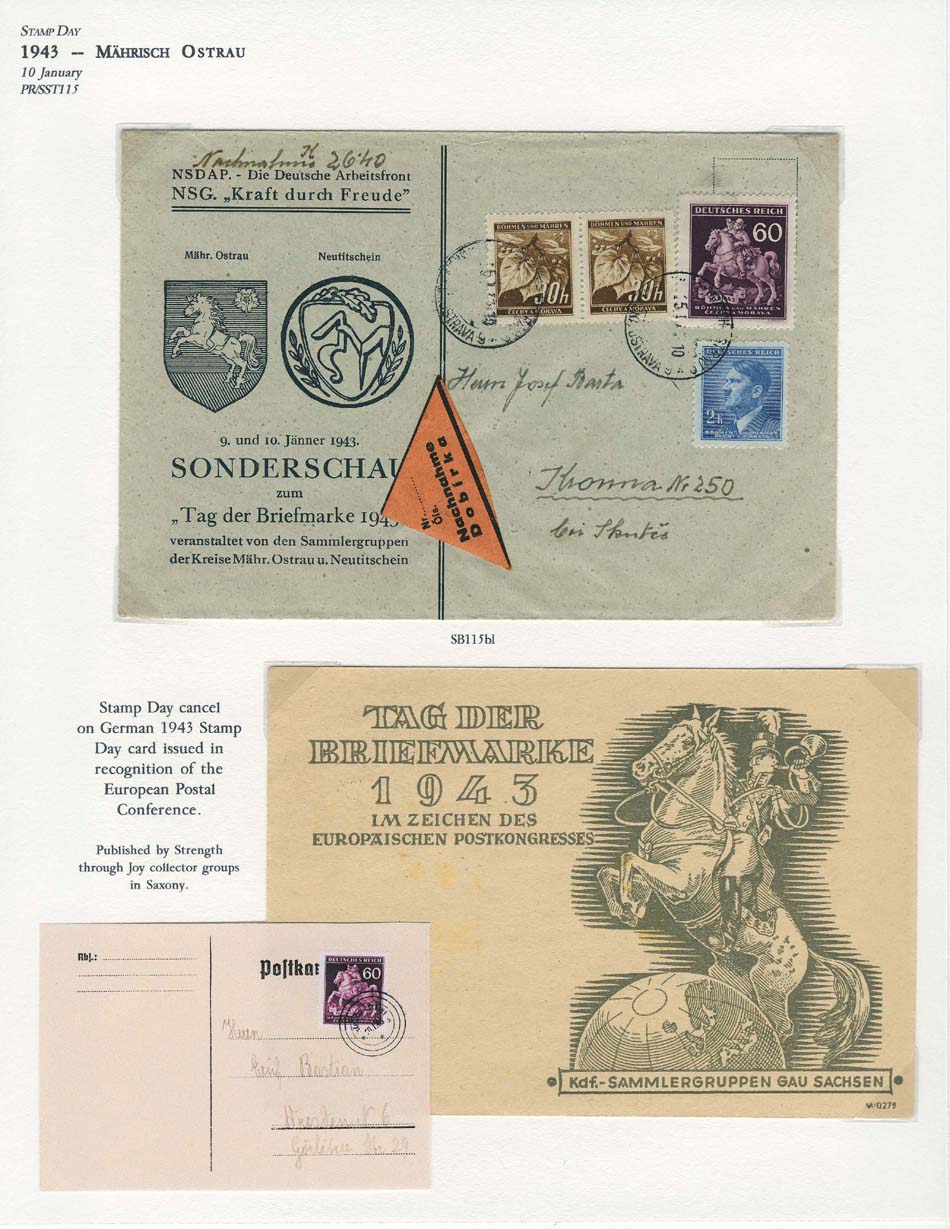 STAMP DAY
1943 -- MÄHRISCH OSTRAU
10 January
PR/SST115
Nachnahme K 26·40
NSDAP. - Die Deutsche Arbeitsfront
NSG. „Kraft durch Freude"
Mähr. Ostrau
Neutitschein
9. und 10. Jänner 1943.
SONDERSCHAU
zum
„Tag der Briefmarke 194
veranstaltet von den Sammlergruppen
der Kreise Mähr. Ostrau u. Neutitschein
BÖHMEN UND MÄHREN
30h
ČECHY A MORAVA
BÖHMEN UND MÄHREN
30h
ČECHY A MORAVA
DEUTSCHES REICH
60
BÖHMEN UND MÄHREN
ČECHY A MORAVA
DEUTSCHES REICH
OSTRAVA 9
OSTRAVA 9
10
Nr.
Öls.
Nachnahme
Dobírka
Herrn Josef Barta
Kronna Nr 250
bei Skuteč
SB115bl
Stamp Day cancel
on German 1943 Stamp
Day card issued in
recognition of the
European Postal
Conference.
Published by Strength
through Joy collector groups
in Saxony.
TAG DER
BRIEFMARKE
1943
IM ZEICHEN DES
EUROPÄISCHEN POSTKONGRESSES
Kdf.-SAMMLERGRUPPEN GAU SACHSEN
Abs.:
Postkar
DEUTSCHES REICH
60
Herrn
Bastian
Dresden N 6
Görlitzer Str. 29